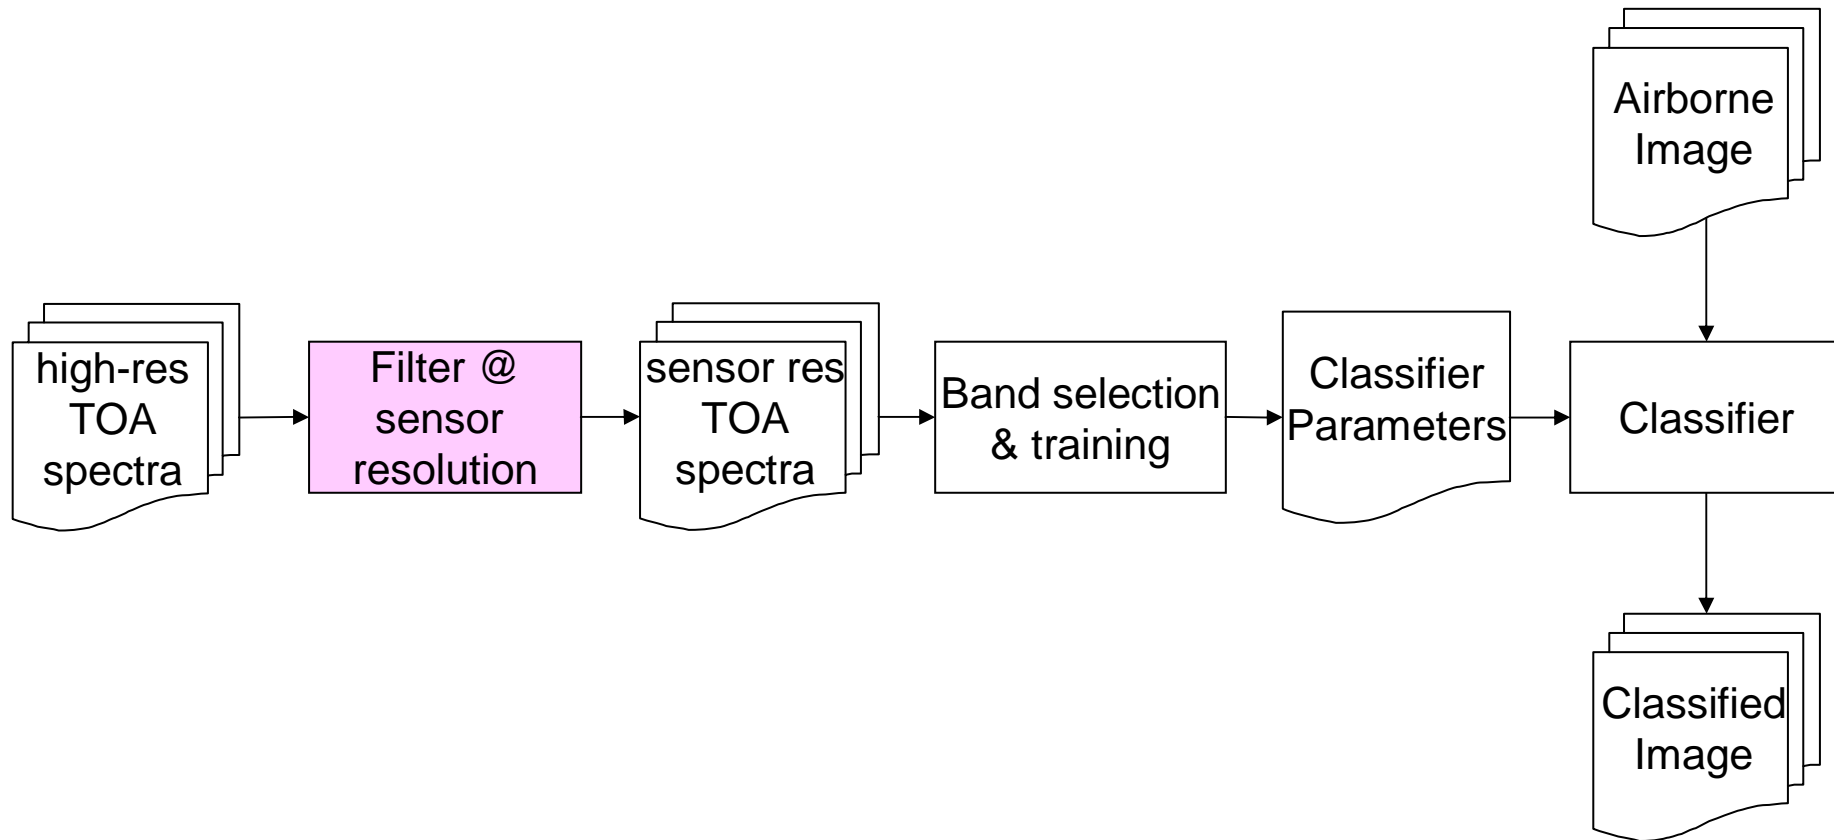 Airborne
Image
high-res
TOA
spectra
Filter @
sensor
resolution
sensor res
TOA
spectra
Band selection
& training
Classifier
Parameters
Classifier
Classified
Image